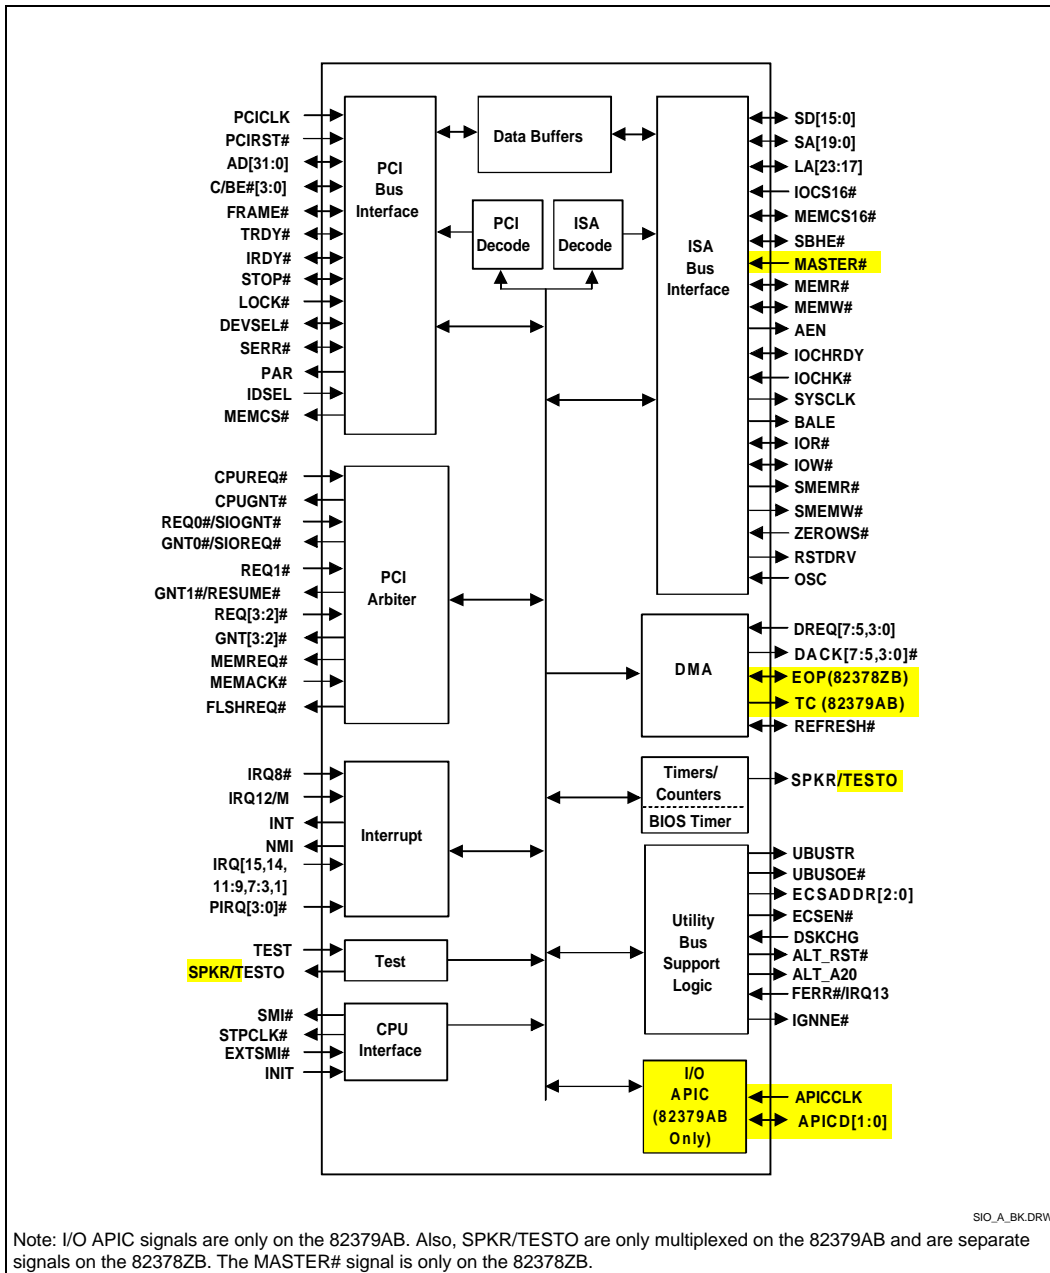 PCICLK
PCIRST#
AD[31:0]
C/BE#[3:0]
FRAME#
TRDY#
IRDY#
STOP#
LOCK#
DEVSEL#
SERR#
PAR
IDSEL
MEMCS#
PCI
Bus
Interface
Data Buffers
PCI
Decode
ISA
Decode
ISA
Bus
Interface
SD[15:0]
SA[19:0]
LA[23:17]
IOCS16#
MEMCS16#
SBHE#
MASTER#
MEMR#
MEMW#
AEN
IOCHRDY
IOCHK#
SYSCLK
BALE
IOR#
IOW#
SMEMR#
SMEMW#
ZEROWS#
RSTDRV
OSC
CPUREQ#
CPUGNT#
REQ0#/SIOGNT#
GNT0#/SIOREQ#
REQ1#
GNT1#/RESUME#
REQ[3:2]#
GNT[3:2]#
MEMREQ#
MEMACK#
FLSHREQ#
PCI
Arbiter
DMA
DREQ[7:5,3:0]
DACK[7:5,3:0]#
EOP(82378ZB)
TC (82379AB)
REFRESH#
IRQ8#
IRQ12/M
INT
NMI
IRQ[15,14,
11:9,7:3,1]
PIRQ[3:0]#
Interrupt
Timers/
Counters
BIOS Timer
SPKR/TESTO
TEST
SPKR/TESTO
Test
Utility
Bus
Support
Logic
UBUSTR
UBUSOE#
ECSADDR[2:0]
ECSEN#
DSKCHG
ALT_RST#
ALT_A20
FERR#/IRQ13
IGNNE#
SMI#
STPCLK#
EXTSMI#
INIT
CPU
Interface
I/O
APIC
(82379AB
Only)
APICCLK
APICD[1:0]
SIO_A_BK.DRW
Note: I/O APIC signals are only on the 82379AB. Also, SPKR/TESTO are only multiplexed on the 82379AB and are separate
signals on the 82378ZB. The MASTER# signal is only on the 82378ZB.